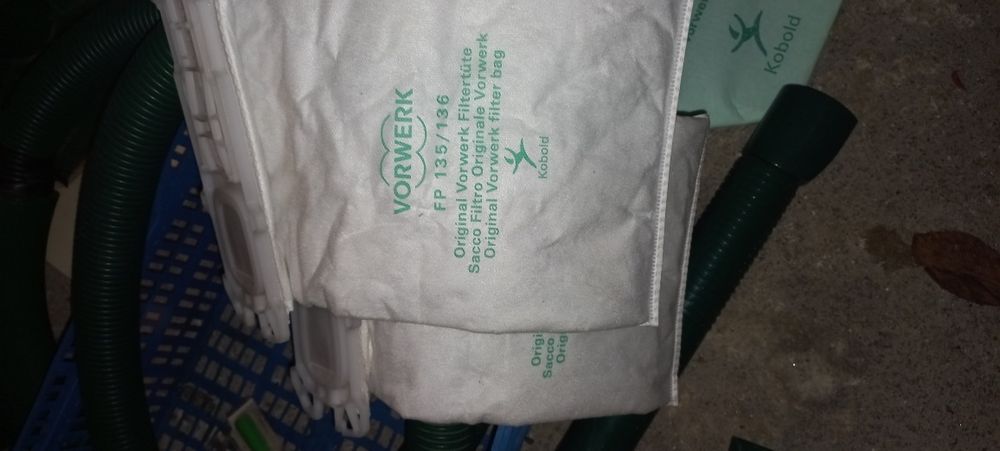 VORWERK
FP 135/136
Original Vorwerk Filtertüte
Sacco Filtro Originale Vorwerk
Original Vorwerk filter bag
Kobold
Kobold
Origi
Sacco
Orig